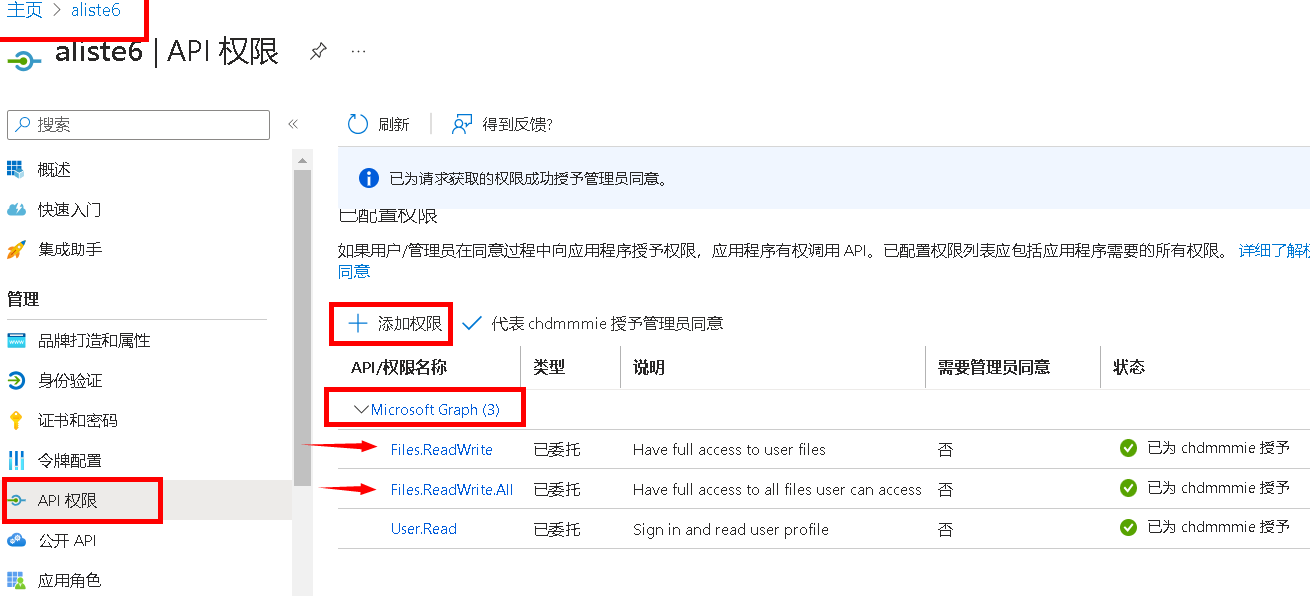 主页 > aliste6
aliste6 | API 权限
搜索
刷新
得到反馈?
概述
快速入门
集成助手
管理
品牌打造和属性
身份验证
证书和密码
令牌配置
API 权限
公开 API
应用角色
已为请求获取的权限成功授予管理员同意。
已配置权限
如果用户/管理员在同意过程中向应用程序授予权限，应用程序有权调用 API。已配置权限列表应包括应用程序需要的所有权限。 详细了解
同意
添加权限 代表 chdmmmie 授予管理员同意
API/权限名称 类型 说明 需要管理员同意 状态
Microsoft Graph (3)
Files.ReadWrite 已委托 Have full access to user files 否 已为 chdmmmie 授予
Files.ReadWrite.All 已委托 Have full access to all files user can access 否 已为 chdmmmie 授予
User.Read 已委托 Sign in and read user profile 否 已为 chdmmmie 授予